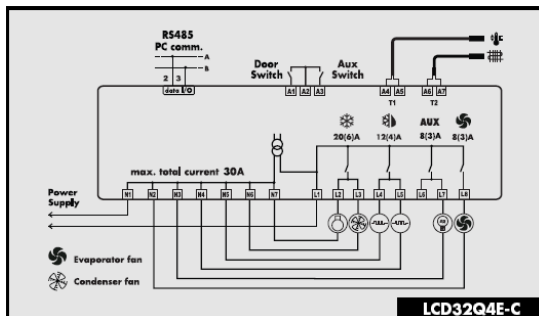 RS485
PC comm.
A
B
2 3
data I/O
Door
Switch
Aux
Switch
A1 A2 A3
A4 A5
T1
A6 A7
T2
20(6)A
12(4)A
AUX
8(3)A
8(3)A
max. total current 30A
N1 N2 N3 N4 N5 N6 N7 L1 L2 L3 L4 L5 L6 L7 L8
Power
Supply
Evaporator fan
Condenser fan
LCD32Q4E-C